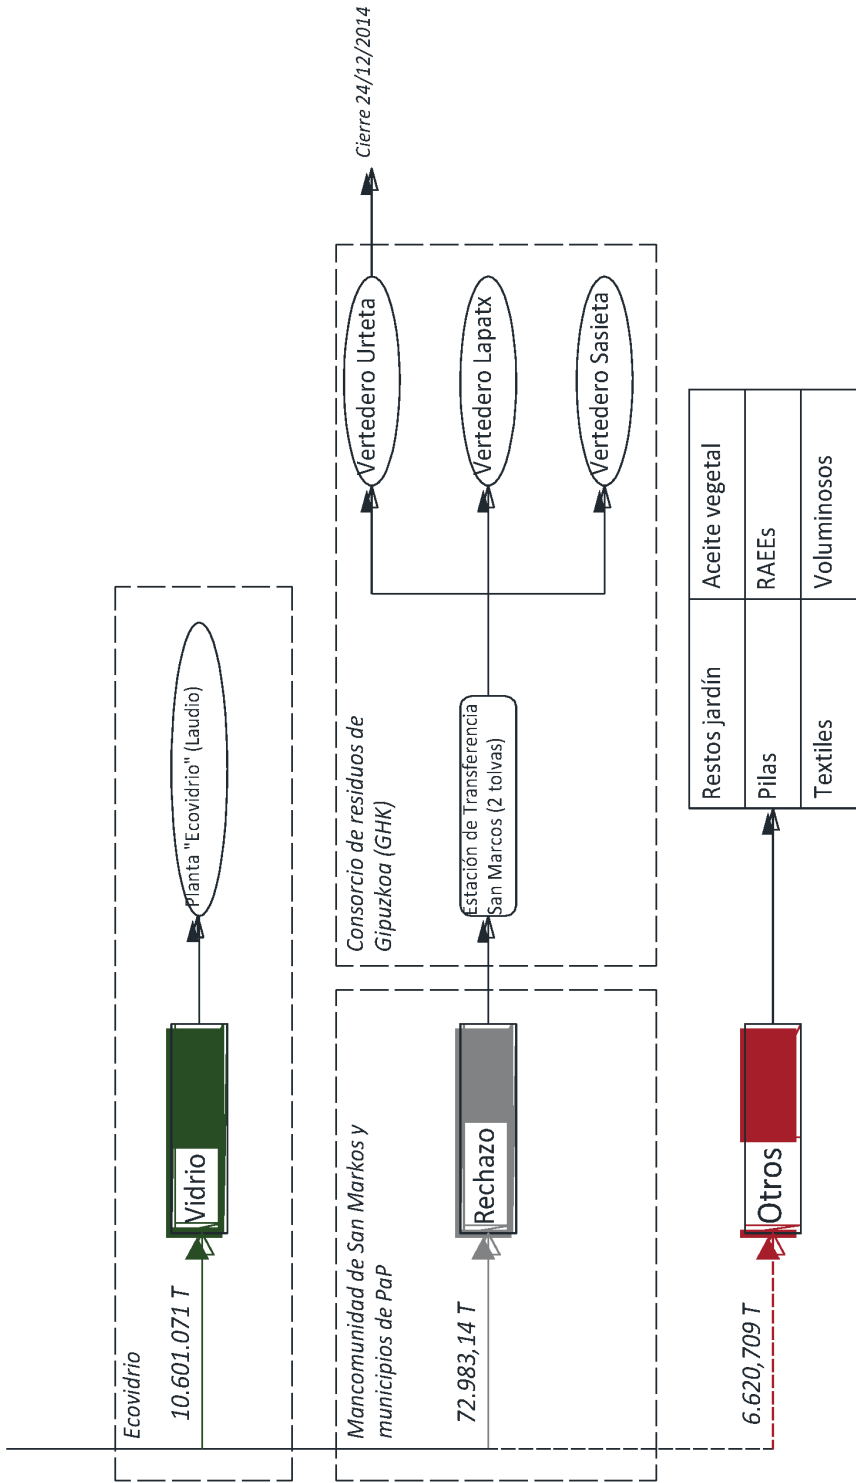 Ecovidrio
10.601.071 T
Vidrio
Planta "Ecovidrio" (Laudio)
Mancomunidad de San Markos y
municipios de PaP
72.983,14 T
Rechazo
Consorcio de residuos de
Gipuzkoa (GHK)
Estación de Transferencia
San Marcos (2 tolvas)
Vertedero Urteta
Cierre 24/12/2014
Vertedero Lapatx
Vertedero Sasieta
6.620,709 T
Otros
Restos jardín
Aceite vegetal
Pilas
RAEEs
Textiles
Voluminosos